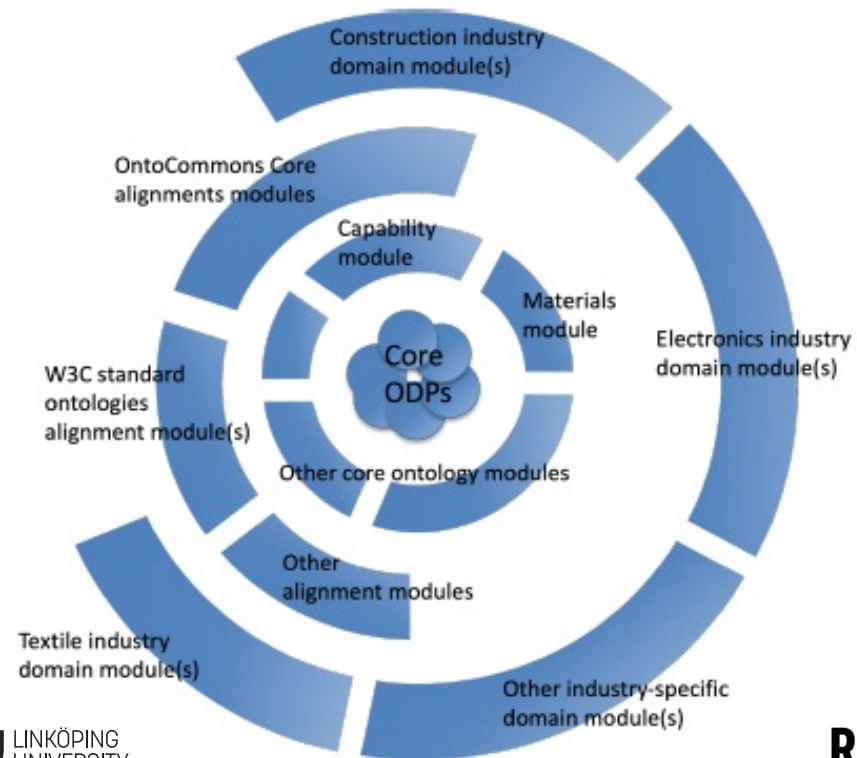 Construction industry
domain module(s)
OntoCommons Core
alignments modules
Capability
module
Materials
module
Core
ODPs
Electronics industry
domain module(s)
W3C standard
ontologies
alignment module(s)
Other core ontology modules
Other
alignment modules
Textile industry
domain module(s)
Other industry-specific
domain module(s)
LINKÖPING
UNIVERSITY
R